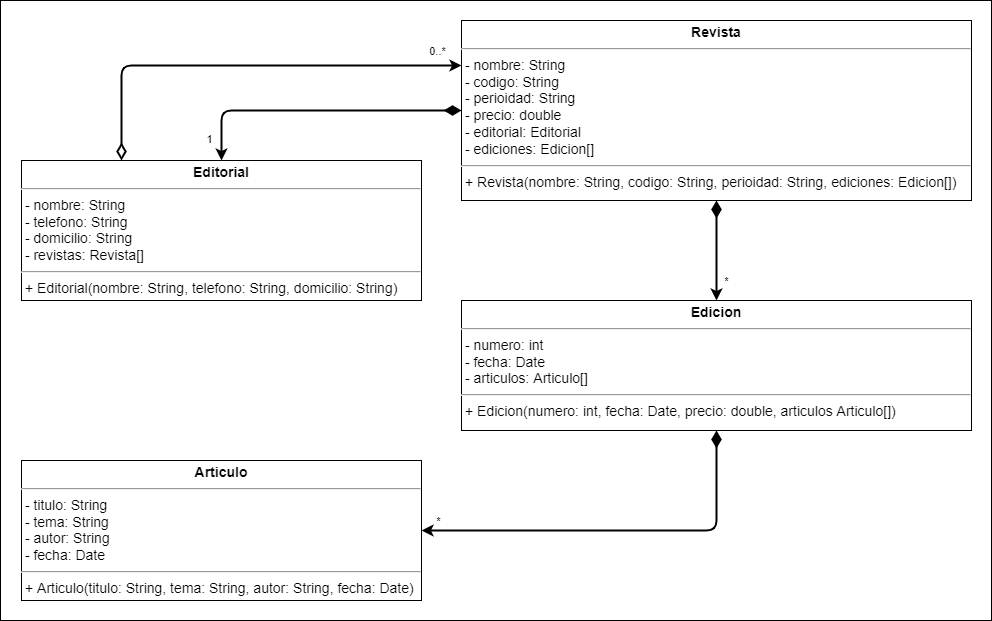 Revista
- nombre: String
- codigo: String
- perioidad: String
- precio: double
- editorial: Editorial
- ediciones: Edicion[]
+ Revista(nombre: String, codigo: String, perioidad: String, ediciones: Edicion[])
0..*
1
Editorial
- nombre: String
- telefono: String
- domicilio: String
- revistas: Revista[]
+ Editorial(nombre: String, telefono: String, domicilio: String)
*
Edicion
- numero: int
- fecha: Date
- articulos: Articulo[]
+ Edicion(numero: int, fecha: Date, precio: double, articulos Articulo[])
*
Articulo
- titulo: String
- tema: String
- autor: String
- fecha: Date
+ Articulo(titulo: String, tema: String, autor: String, fecha: Date)